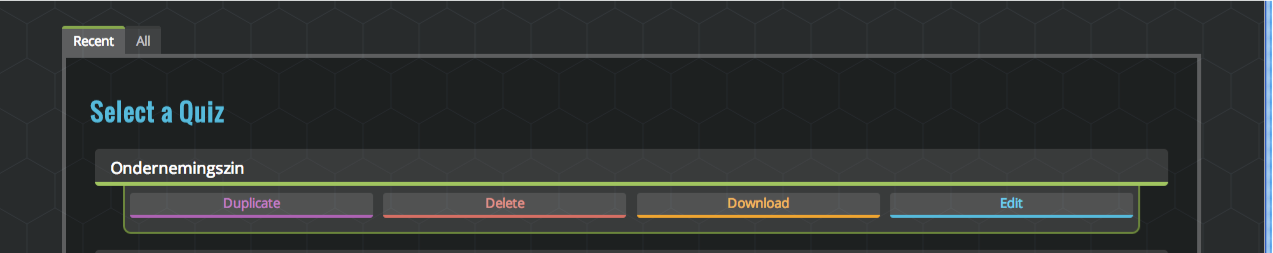 Recent All
Select a Quiz
Ondernemingszin
Duplicate Delete Download Edit